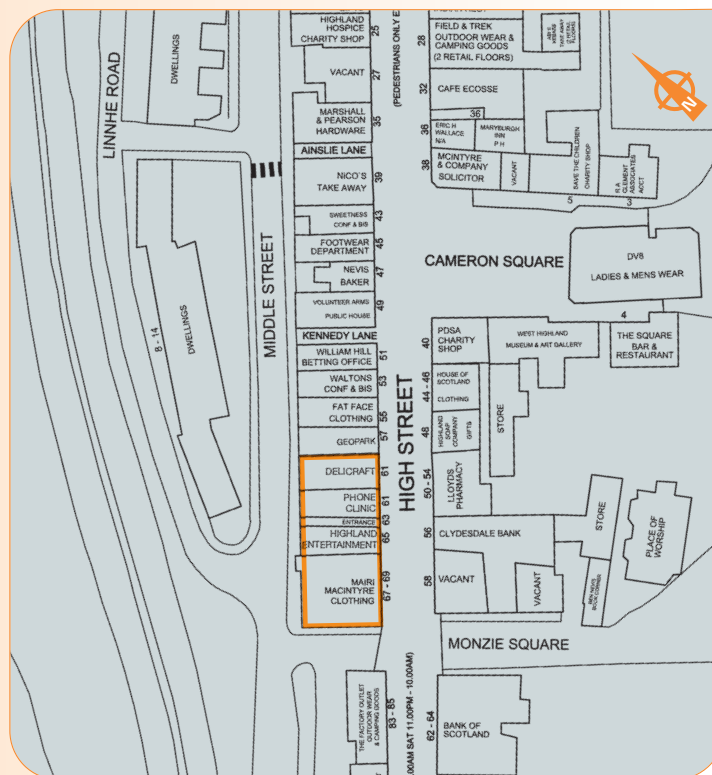 HIGHLAND
HOSPICE
CHARITY SHOP
25
VACANT
27
MARSHALL
& PEARSON
HARDWARE
35
AINSLIE LANE
NICO'S
TAKE AWAY
39
SWEETNESS
CONF & BIS
43
FOOTWEAR
DEPARTMENT
45
NEVIS
BAKER
47
VOLUNTEER ARMS
PUBLIC HOUSE
49
KENNEDY LANE
WILLIAM HILL
BETTING OFFICE
51
WALTONS
CONF & BIS
53
FAT FACE
CLOTHING
55
GEOPARK
57
DELICRAFT
61
PHONE
CLINIC
61
ENTRANCE
63
HIGHLAND
ENTERTAINMENT
65
MAIRI
MACINTYRE
CLOTHING
67 - 69
THE FACTORY OUTLET
OUTDOOR WEAR
& CAMPING GOODS
83 - 85
LINNHE ROAD
DWELLINGS
MIDDLE STREET
8 - 14
DWELLINGS
(PEDESTRIANS ONLY
HIGH STREET
SAT 11.00PM - 10.00AM)
FIELD & TREK
OUTDOOR WEAR &
CAMPING GOODS
(2 RETAIL FLOORS)
28
CAFE ECOSSE
32
36
ERIC H
WALLACE
N/A
36
MARYBURGH
INN
P H
MCINTYRE
& COMPANY
SOLICITOR
38
VACANT
SAVE THE CHILDREN
CHARITY SHOP
R A
CLEMENT
ASSOCIATES
ACCT
5
3
CAMERON SQUARE
DV8
LADIES & MENS WEAR
4
PDSA
CHARITY
SHOP
40
WEST HIGHLAND
MUSEUM & ART GALLERY
THE SQUARE
BAR &
RESTAURANT
HOUSE OF
SCOTLAND
CLOTHING
44 - 46
STORE
HIGHLAND
SOAP
COMPANY
GIFTS
48
LLOYDS
PHARMACY
50 - 54
CLYDESDALE BANK
56
STORE
PLACE OF
WORSHIP
VACANT
58
VACANT
BEN NEVIS
BOOK CORNER
MONZIE SQUARE
BANK OF
SCOTLAND
62 - 64
N